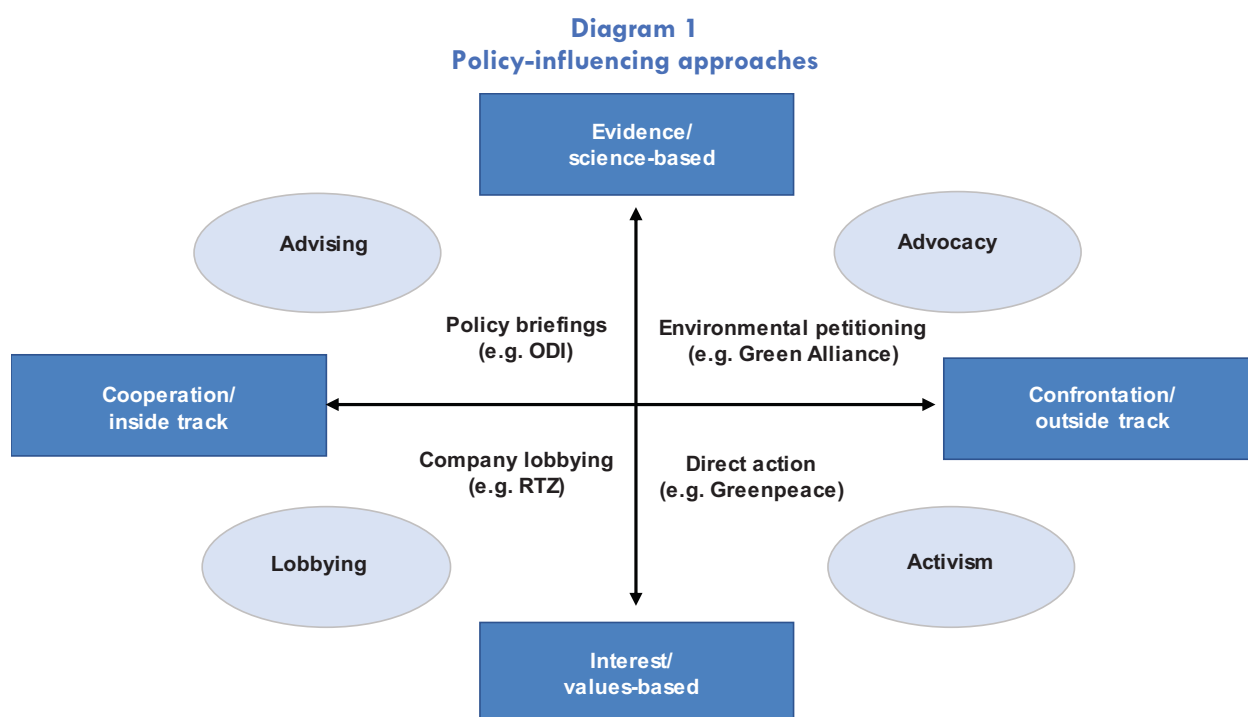 Diagram 1
Policy-influencing approaches
Evidence/
science-based
Advising
Advocacy
Policy briefings
(e.g. ODI)
Environmental petitioning
(e.g. Green Alliance)
Cooperation/
inside track
Confrontation/
outside track
Company lobbying
(e.g. RTZ)
Direct action
(e.g. Greenpeace)
Lobbying
Activism
Interest/
values-based